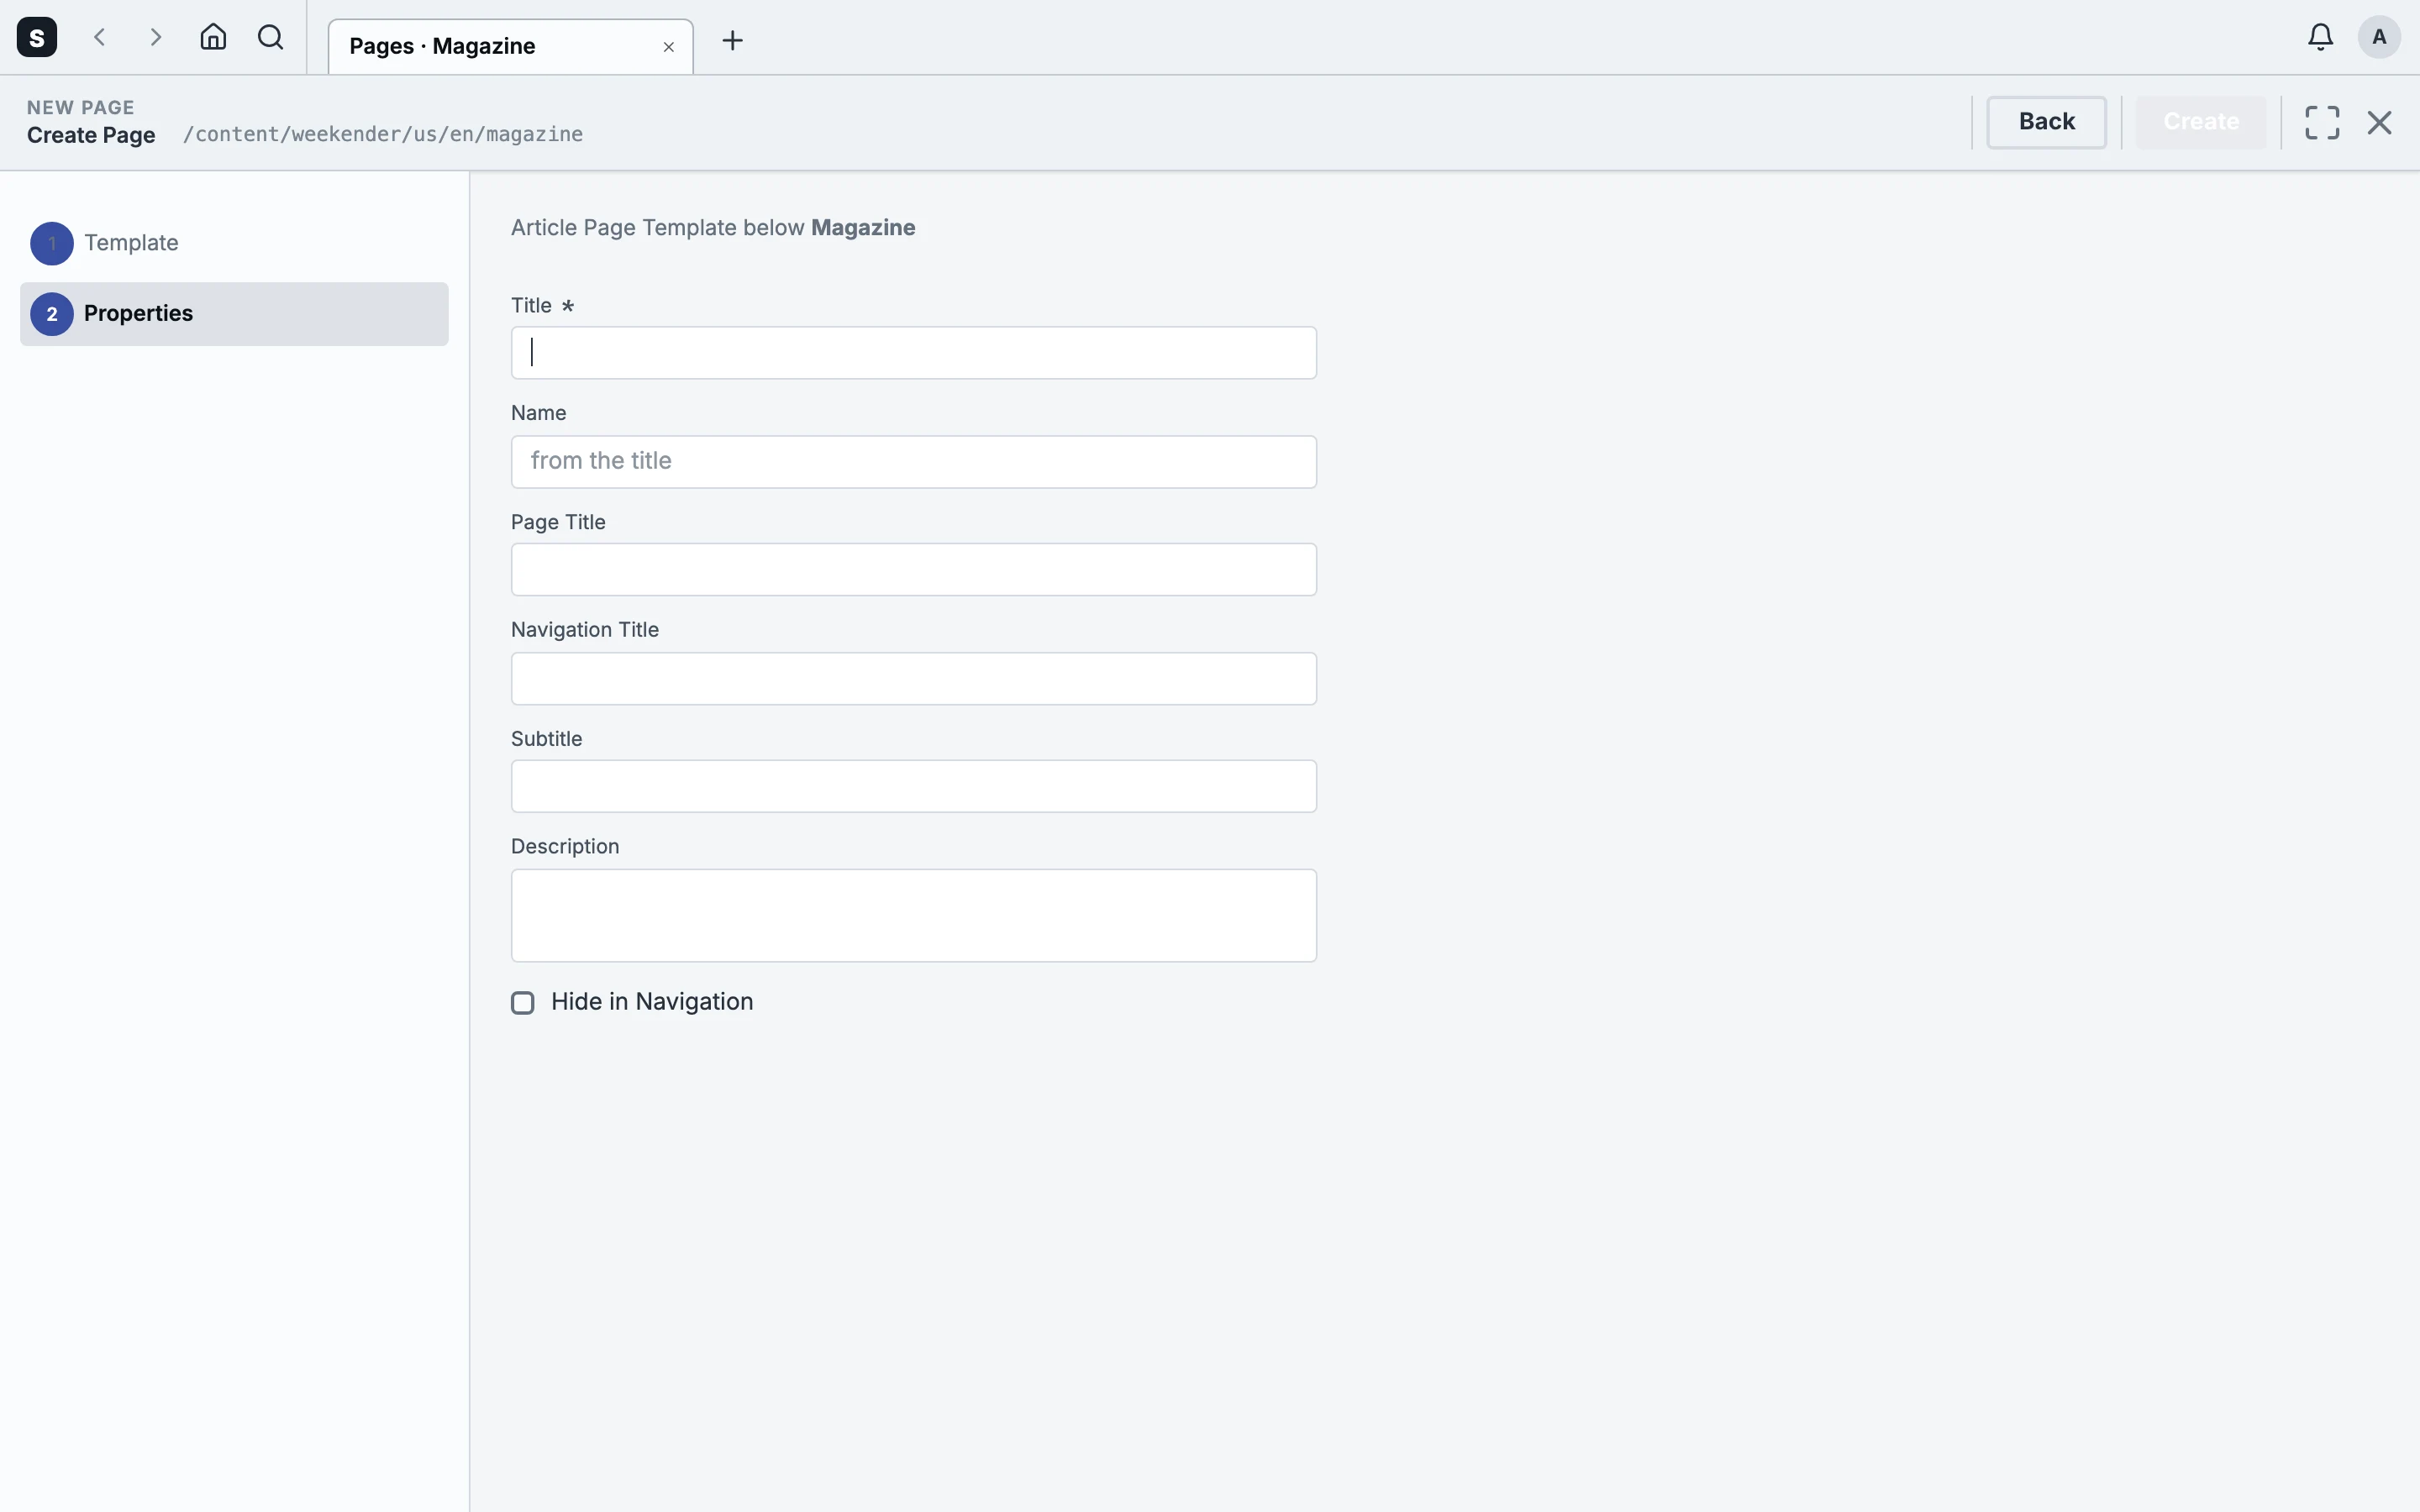 S
Pages · Magazine
A
NEW PAGE
Create Page /content/weekender/us/en/magazine
Back
Create
1 Template
2 Properties
Article Page Template below Magazine
Title *
Name
from the title
Page Title
Navigation Title
Subtitle
Description
Hide in Navigation